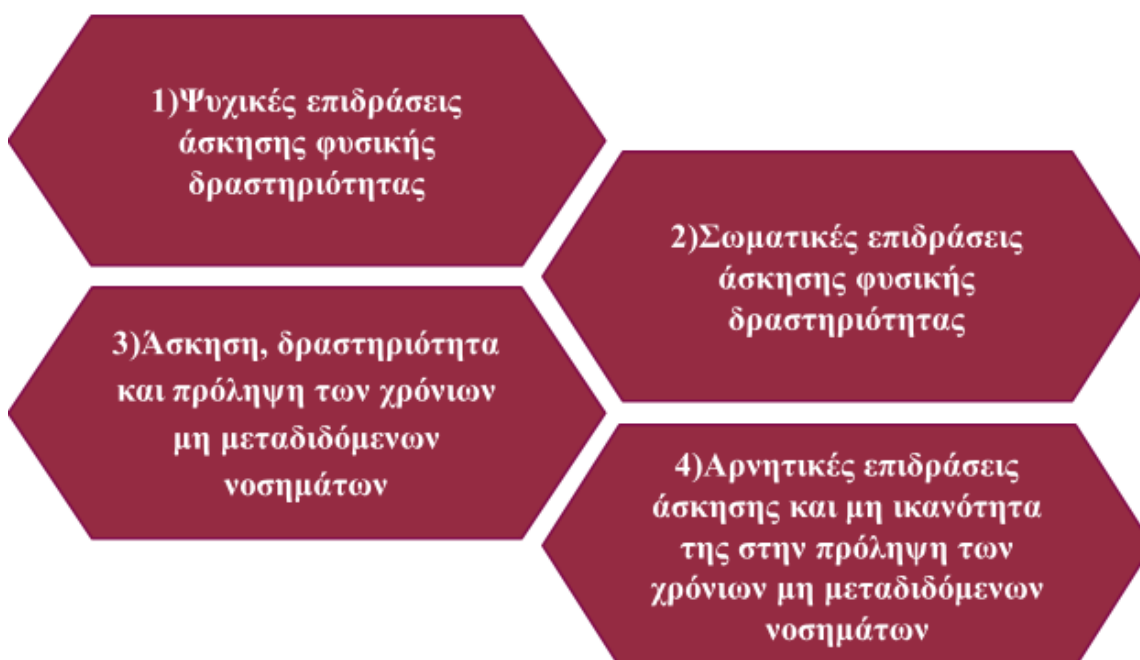 1)Ψυχικές επιδράσεις
άσκησης φυσικής
δραστηριότητας
2)Σωματικές επιδράσεις
άσκησης φυσικής
δραστηριότητας
3)Άσκηση, δραστηριότητα
και πρόληψη των χρόνιων
μη μεταδιδόμενων
νοσημάτων
4)Αρνητικές επιδράσεις
άσκησης και μη ικανότητα
της στην πρόληψη των
χρόνιων μη μεταδιδόμενων
νοσημάτων